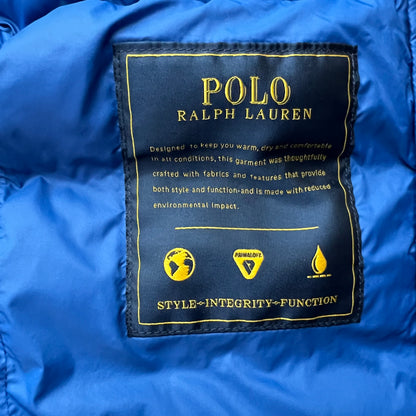 POLO
RALPH LAUREN
Designed to keep you warm, dry and comfortable
in all conditions, this garment was thoughtfully
crafted with fabrics and features that provide
both style and function-and is made with reduced
environmental impact.
PRIMALOFT
STYLE-INTEGRITY-FUNCTION